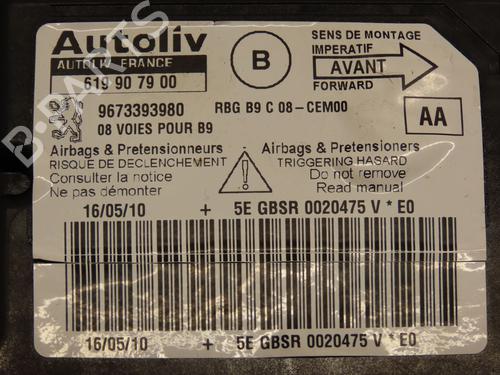 Autoliv
AUTOLIV FRANCE
619 90 79 00
B
SENS DE MONTAGE
IMPERATIF
AVANT
FORWARD
9673393980
RBG B9 C 08-CEM00
08 VOIES POUR B9
AA
Airbags & Pretensionneurs
RISQUE DE DECLENCHEMENT
Consulter la notice
Ne pas démonter
Airbags & Pretensioners
TRIGGERING HASARD
Do not remove
Read manual
16/05/10 + 5E GBSR 0020475 V * E0
16/05/10 + 5E GBSR 0020475 V * E0
B-PARTS